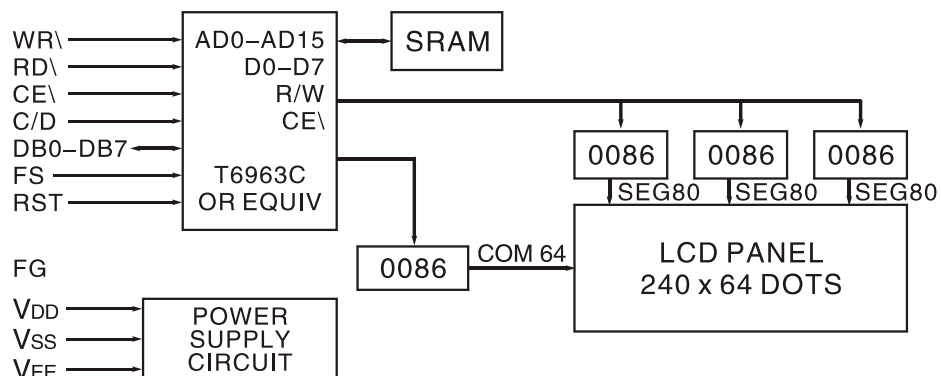 WR\
RD\
CE\
C/D
DB0–DB7
FS
RST
AD0–AD15
D0–D7
R/W
CE\
T6963C
OR EQUIV
SRAM
0086
0086
0086
SEG80
SEG80
SEG80
0086
COM 64
LCD PANEL
240 x 64 DOTS
FG
VDD
VSS
VEE
POWER
SUPPLY
CIRCUIT